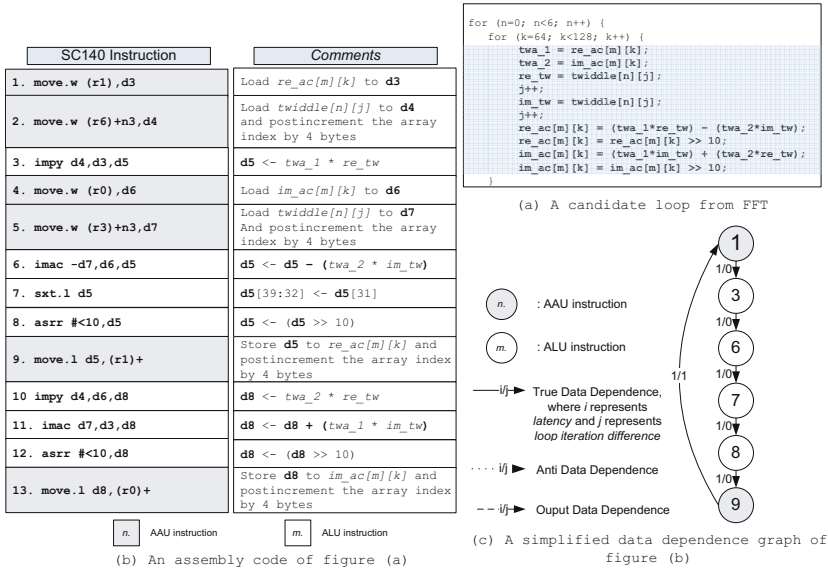 SC140 Instruction
Comments
1. move.w (r1),d3
Load re_ac[m][k] to d3
2. move.w (r6)+n3,d4
Load twiddle[n][j] to d4
and postincrement the array
index by 4 bytes
3. impy d4,d3,d5
d5 <- twa_1 * re_tw
4. move.w (r0),d6
Load im_ac[m][k] to d6
5. move.w (r3)+n3,d7
Load twiddle[n][j] to d7
And postincrement the array
index by 4 bytes
6. imac -d7,d6,d5
d5 <- d5 – (twa_2 * im_tw)
7. sxt.l d5
d5[39:32] <- d5[31]
8. asrr #<10,d5
d5 <- (d5 >> 10)
9. move.l d5,(r1)+
Store d5 to re_ac[m][k] and
postincrement the array index
by 4 bytes
10 impy d4,d6,d8
d8 <- twa_2 * re_tw
11. imac d7,d3,d8
d8 <- d8 + (twa_1 * im_tw)
12. asrr #<10,d8
d8 <- (d8 >> 10)
13. move.l d8,(r0)+
Store d8 to im_ac[m][k] and
postincrement the array index
by 4 bytes
n.
AAU instruction
m.
ALU instruction
(b) An assembly code of figure (a)
for (n=0; n<6; n++) {
for (k=64; k<128; k++) {
twa_1 = re_ac[m][k];
twa_2 = im_ac[m][k];
re_tw = twiddle[n][j];
j++;
im_tw = twiddle[n][j];
j++;
re_ac[m][k] = (twa_1*re_tw) – (twa_2*im_tw);
re_ac[m][k] = re_ac[m][k] >> 10;
im_ac[m][k] = (twa_1*im_tw) + (twa_2*re_tw);
im_ac[m][k] = im_ac[m][k] >> 10;
}
(a) A candidate loop from FFT
n.
: AAU instruction
m.
: ALU instruction
i/j
True Data Dependence,
where i represents
latency and j represents
loop iteration difference
i/j
Anti Data Dependence
i/j
Ouput Data Dependence
1
1/0
3
1/0
6
1/0
1/1
7
1/0
8
1/0
9
(c) A simplified data dependence graph of
figure (b)